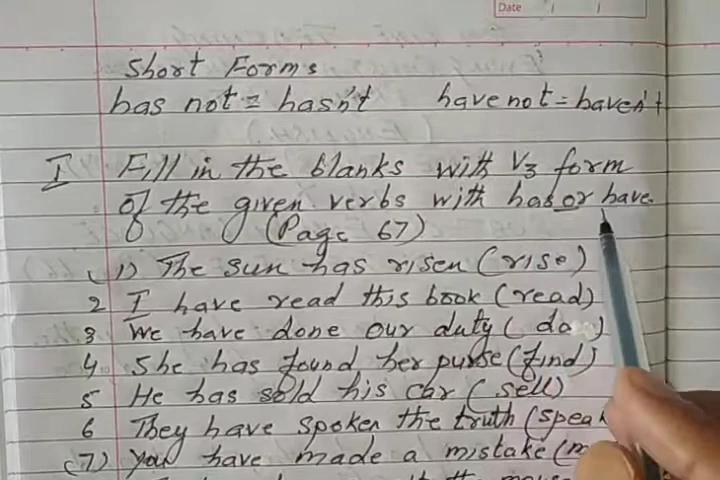 Date / /
Short Forms
has not = hasn't have not = haven't
I Fill in the blanks with V3 form
of the given verbs with has or have
(Page 67)
(1) The sun has risen (rise)
2 I have read this book (read)
3 We have done our duty (do)
4 She has found her purse (find)
5 He has sold his car (sell)
6 They have spoken the truth (speak
(7) You have made a mistake (m